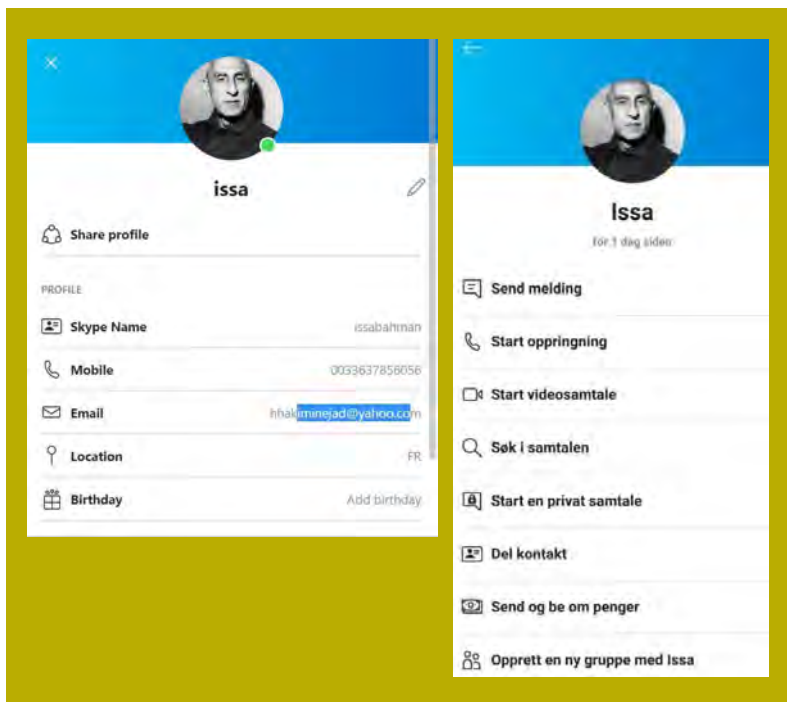 issa
Share profile
PROFILE
Skype Name issabahman
Mobile 0033637856056
Email hhakiminejad@yahoo.com
Location FR
Birthday Add birthday
Issa
for 1 dag siden
Send melding
Start oppringning
Start videosamtale
Søk i samtalen
Start en privat samtale
Del kontakt
Send og be om penger
Opprett en ny gruppe med Issa